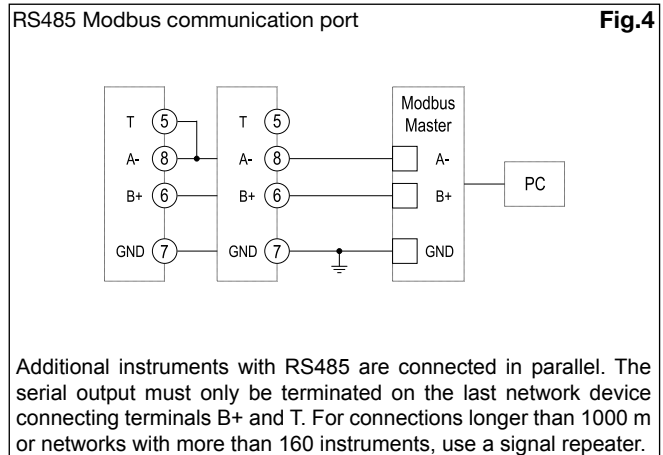 RS485 Modbus communication port Fig.4
Modbus
Master
T 5 T 5
A- 8 A- 8 A-
B+ 6 B+ 6 B+
PC
GND 7 GND 7 GND
Additional instruments with RS485 are connected in parallel. The
serial output must only be terminated on the last network device
connecting terminals B+ and T. For connections longer than 1000 m
or networks with more than 160 instruments, use a signal repeater.